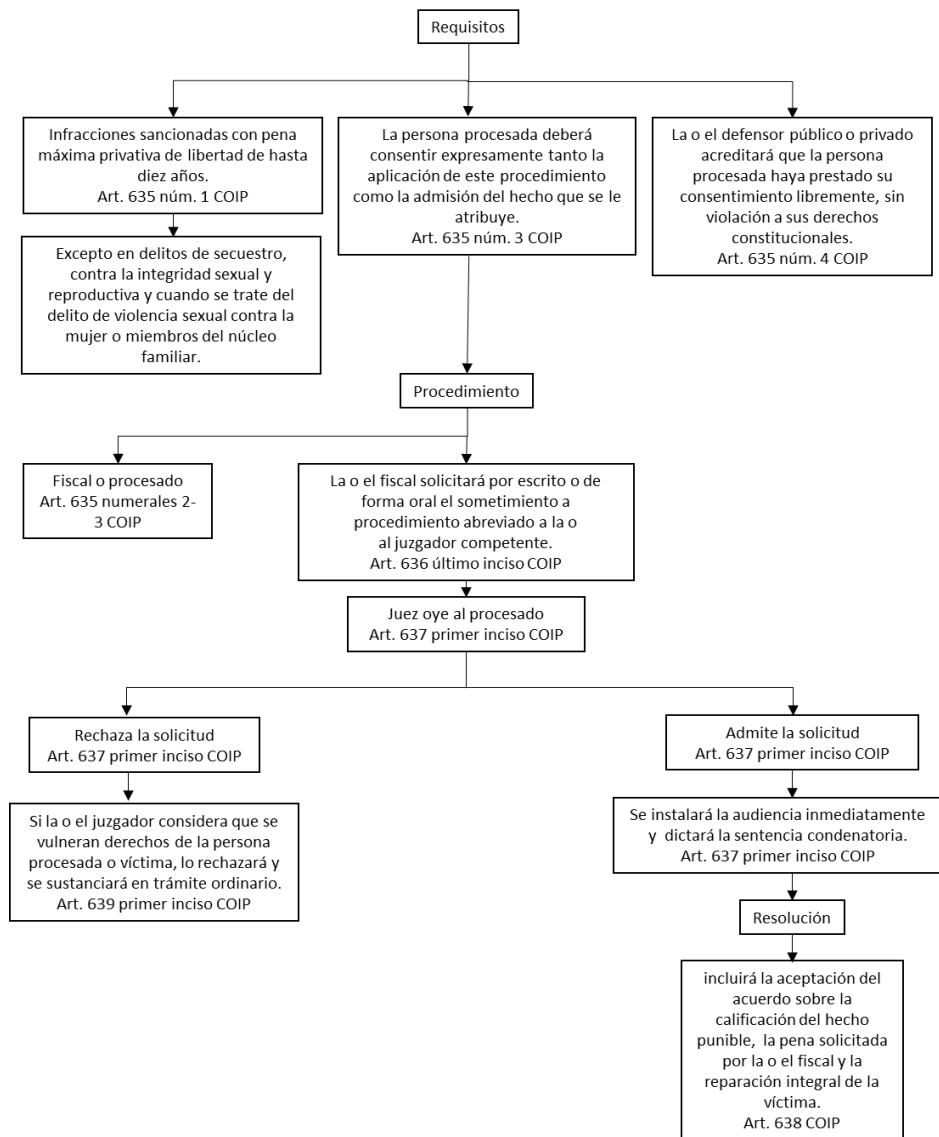 Requisitos
Infracciones sancionadas con pena
máxima privativa de libertad de hasta
diez años.
Art. 635 núm. 1 COIP
La persona procesada deberá
consentir expresamente tanto la
aplicación de este procedimiento
como la admisión del hecho que se le
atribuye.
Art. 635 núm. 3 COIP
La o el defensor público o privado
acreditará que la persona
procesada haya prestado su
consentimiento libremente, sin
violación a sus derechos
constitucionales.
Art. 635 núm. 4 COIP
Excepto en delitos de secuestro,
contra la integridad sexual y
reproductiva y cuando se trate del
delito de violencia sexual contra la
mujer o miembros del núcleo
familiar.
Procedimiento
Fiscal o procesado
Art. 635 numerales 2-
3 COIP
La o el fiscal solicitará por escrito o de
forma oral el sometimiento a
procedimiento abreviado a la o
al juzgador competente.
Art. 636 último inciso COIP
Juez oye al procesado
Art. 637 primer inciso COIP
Rechaza la solicitud
Art. 637 primer inciso COIP
Admite la solicitud
Art. 637 primer inciso COIP
Si la o el juzgador considera que se
vulneran derechos de la persona
procesada o víctima, lo rechazará y
se sustanciará en trámite ordinario.
Art. 639 primer inciso COIP
Se instalará la audiencia inmediatamente
y dictará la sentencia condenatoria.
Art. 637 primer inciso COIP
Resolución
incluirá la aceptación del
acuerdo sobre la
calificación del hecho
punible, la pena solicitada
por la o el fiscal y la
reparación integral de la
víctima.
Art. 638 COIP